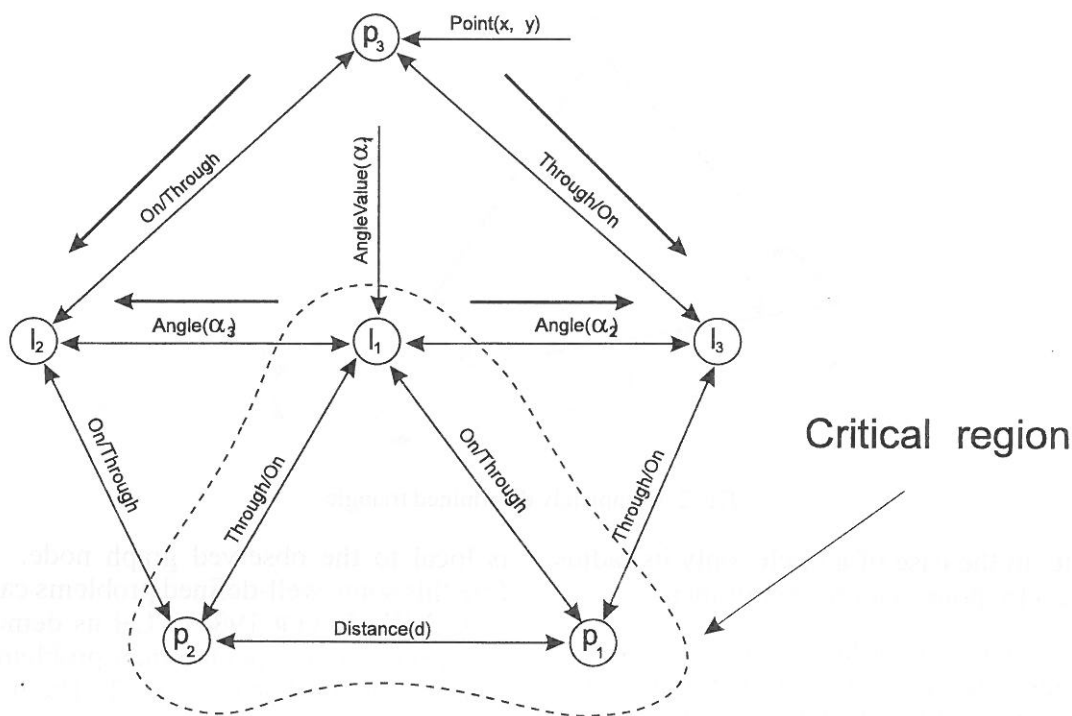 Point(x, y)
p₃
On/Through
AngleValue(α₁)
Through/On
l₂
Angle(α₃)
l₁
Angle(α₂)
l₃
On/Through
Through/On
On/Through
Through/On
Critical region
p₂
Distance(d)
p₁